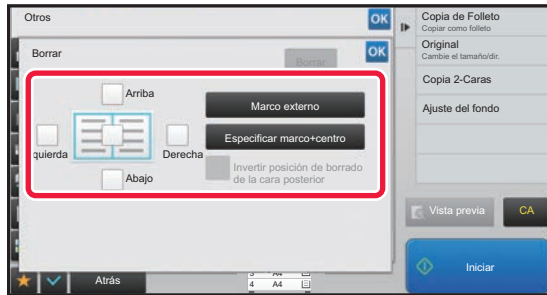 Otros
OK
Borrar
Borrar
OK
Arriba
quierda
Derecha
Abajo
Marco externo
Especificar marco+centro
Invertir posición de borrado
de la cara posterior
Atrás
3 A4
4 A4
Copia de Folleto
Copiar como folleto
Original
Cambie el tamaño/dir.
Copia 2-Caras
Ajuste del fondo
Vista previa
CA
Iniciar